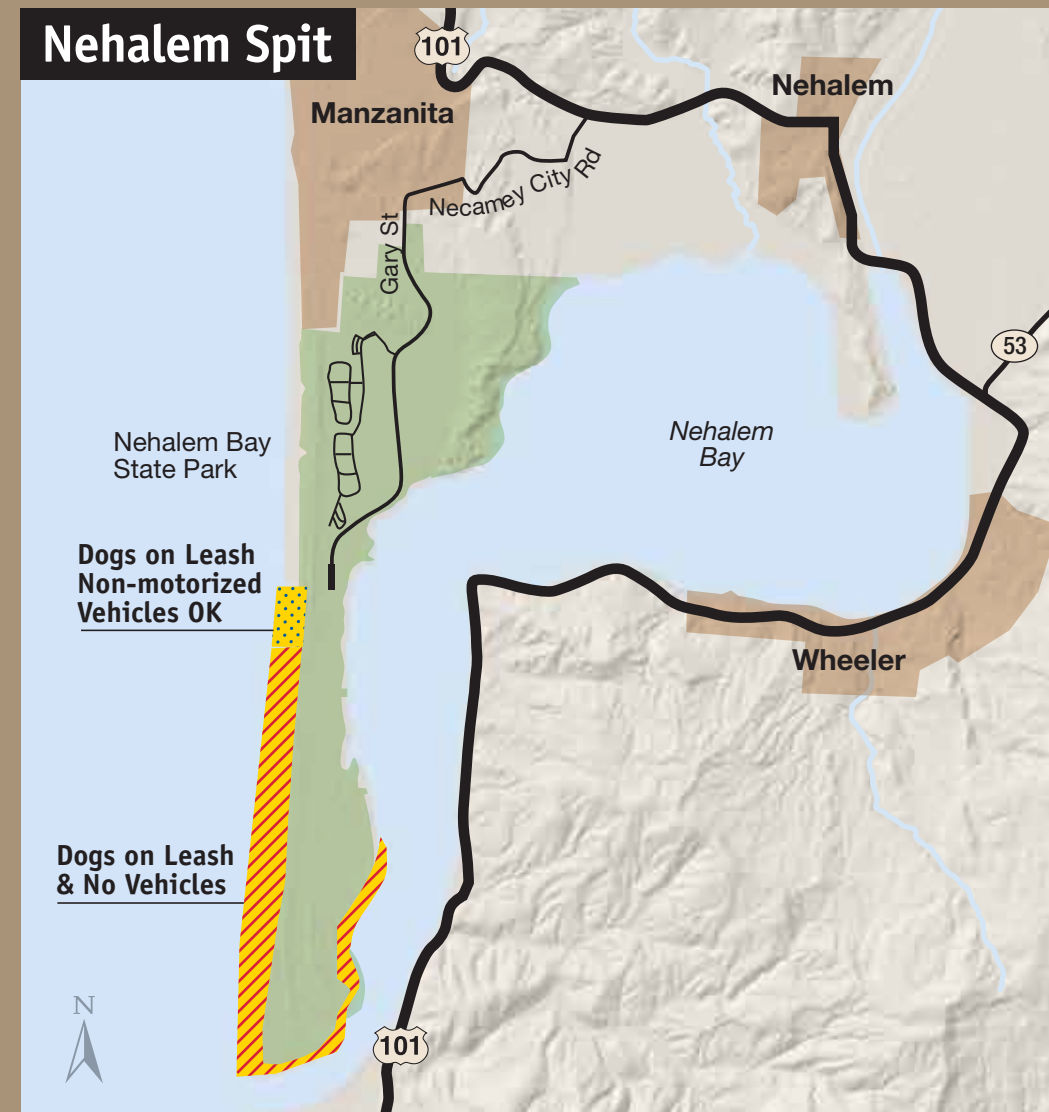 Nehalem Spit
101
Nehalem
Manzanita
Necarney City Rd
Gary St
53
Nehalem Bay
State Park
Nehalem
Bay
Dogs on Leash
Non-motorized
Vehicles OK
Wheeler
Dogs on Leash
& No Vehicles
N
101